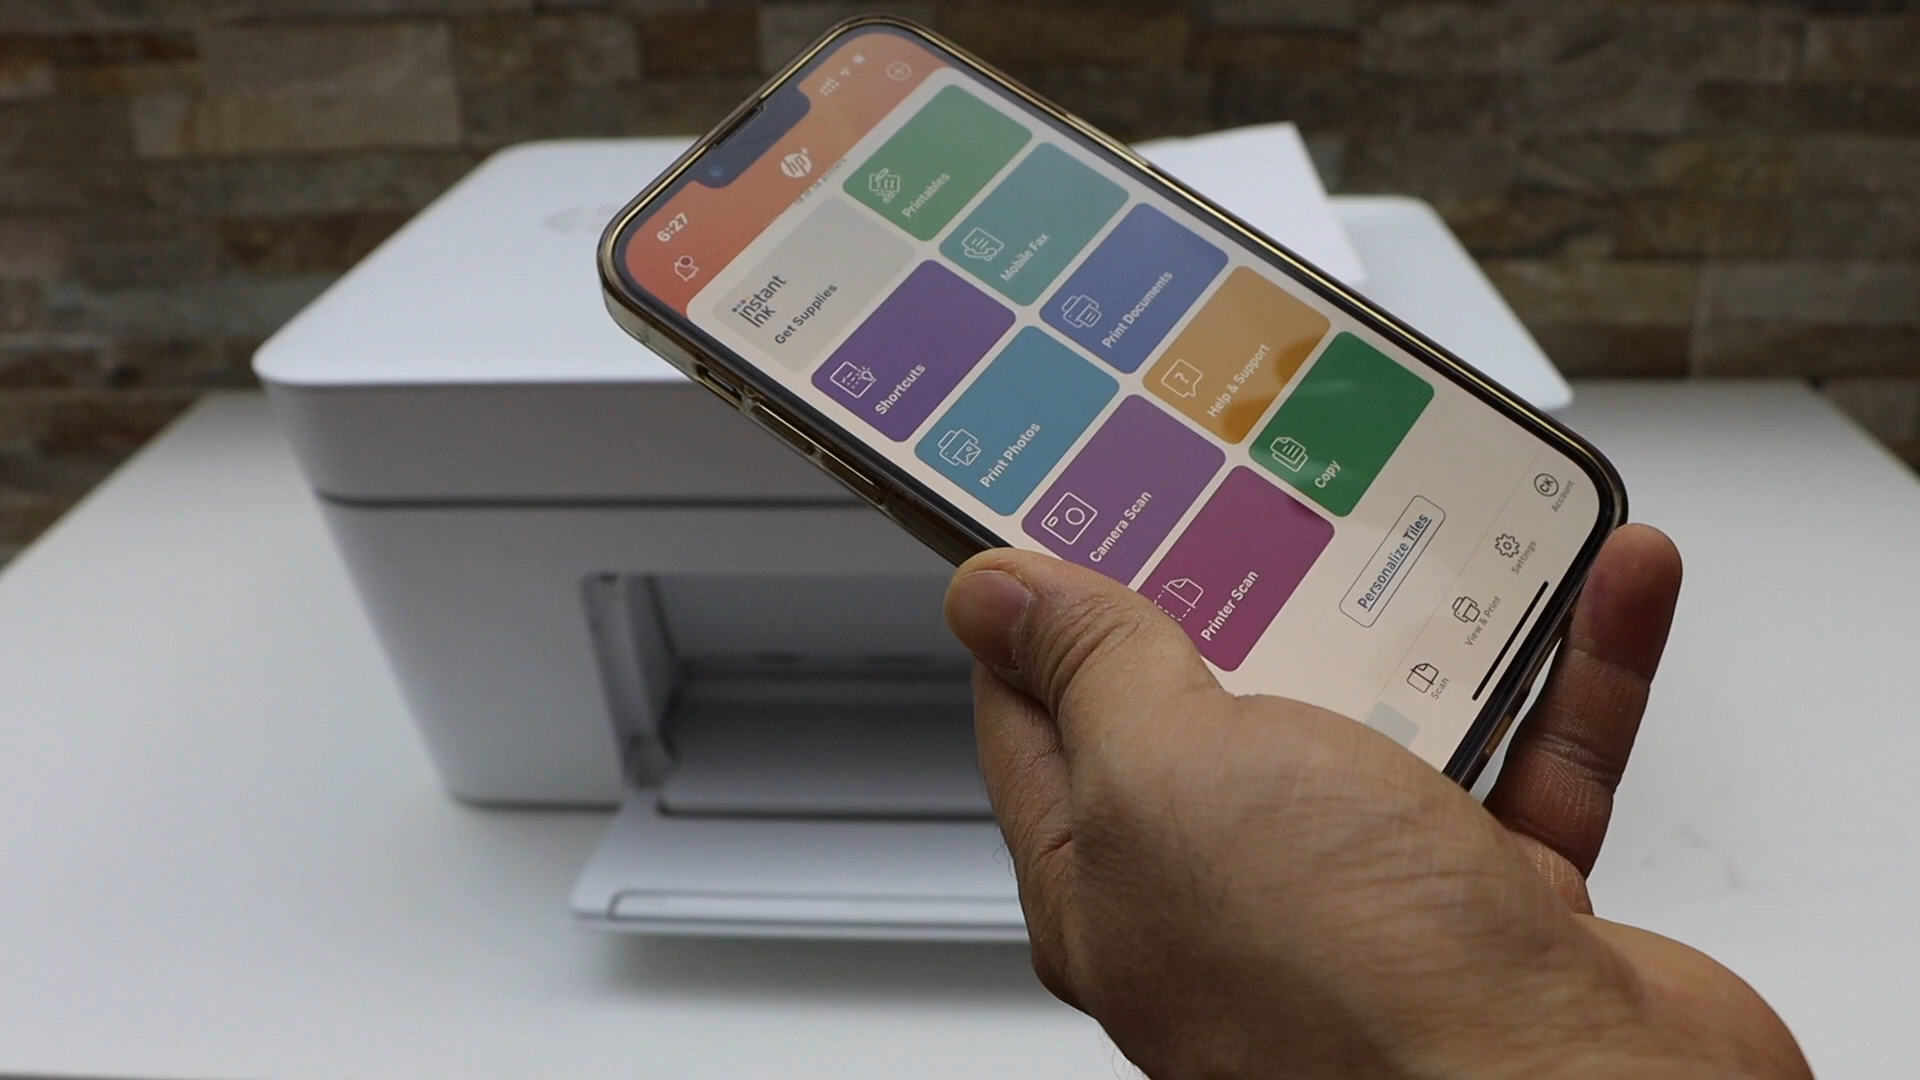 6:27
hp+
Instant
Ink
Get Supplies
Printables
Shortcuts
Mobile Fax
Print Photos
Print Documents
Camera Scan
Help & Support
Printer Scan
Copy
Personalize Tiles
Scan
View & Print
Settings
CK
Account